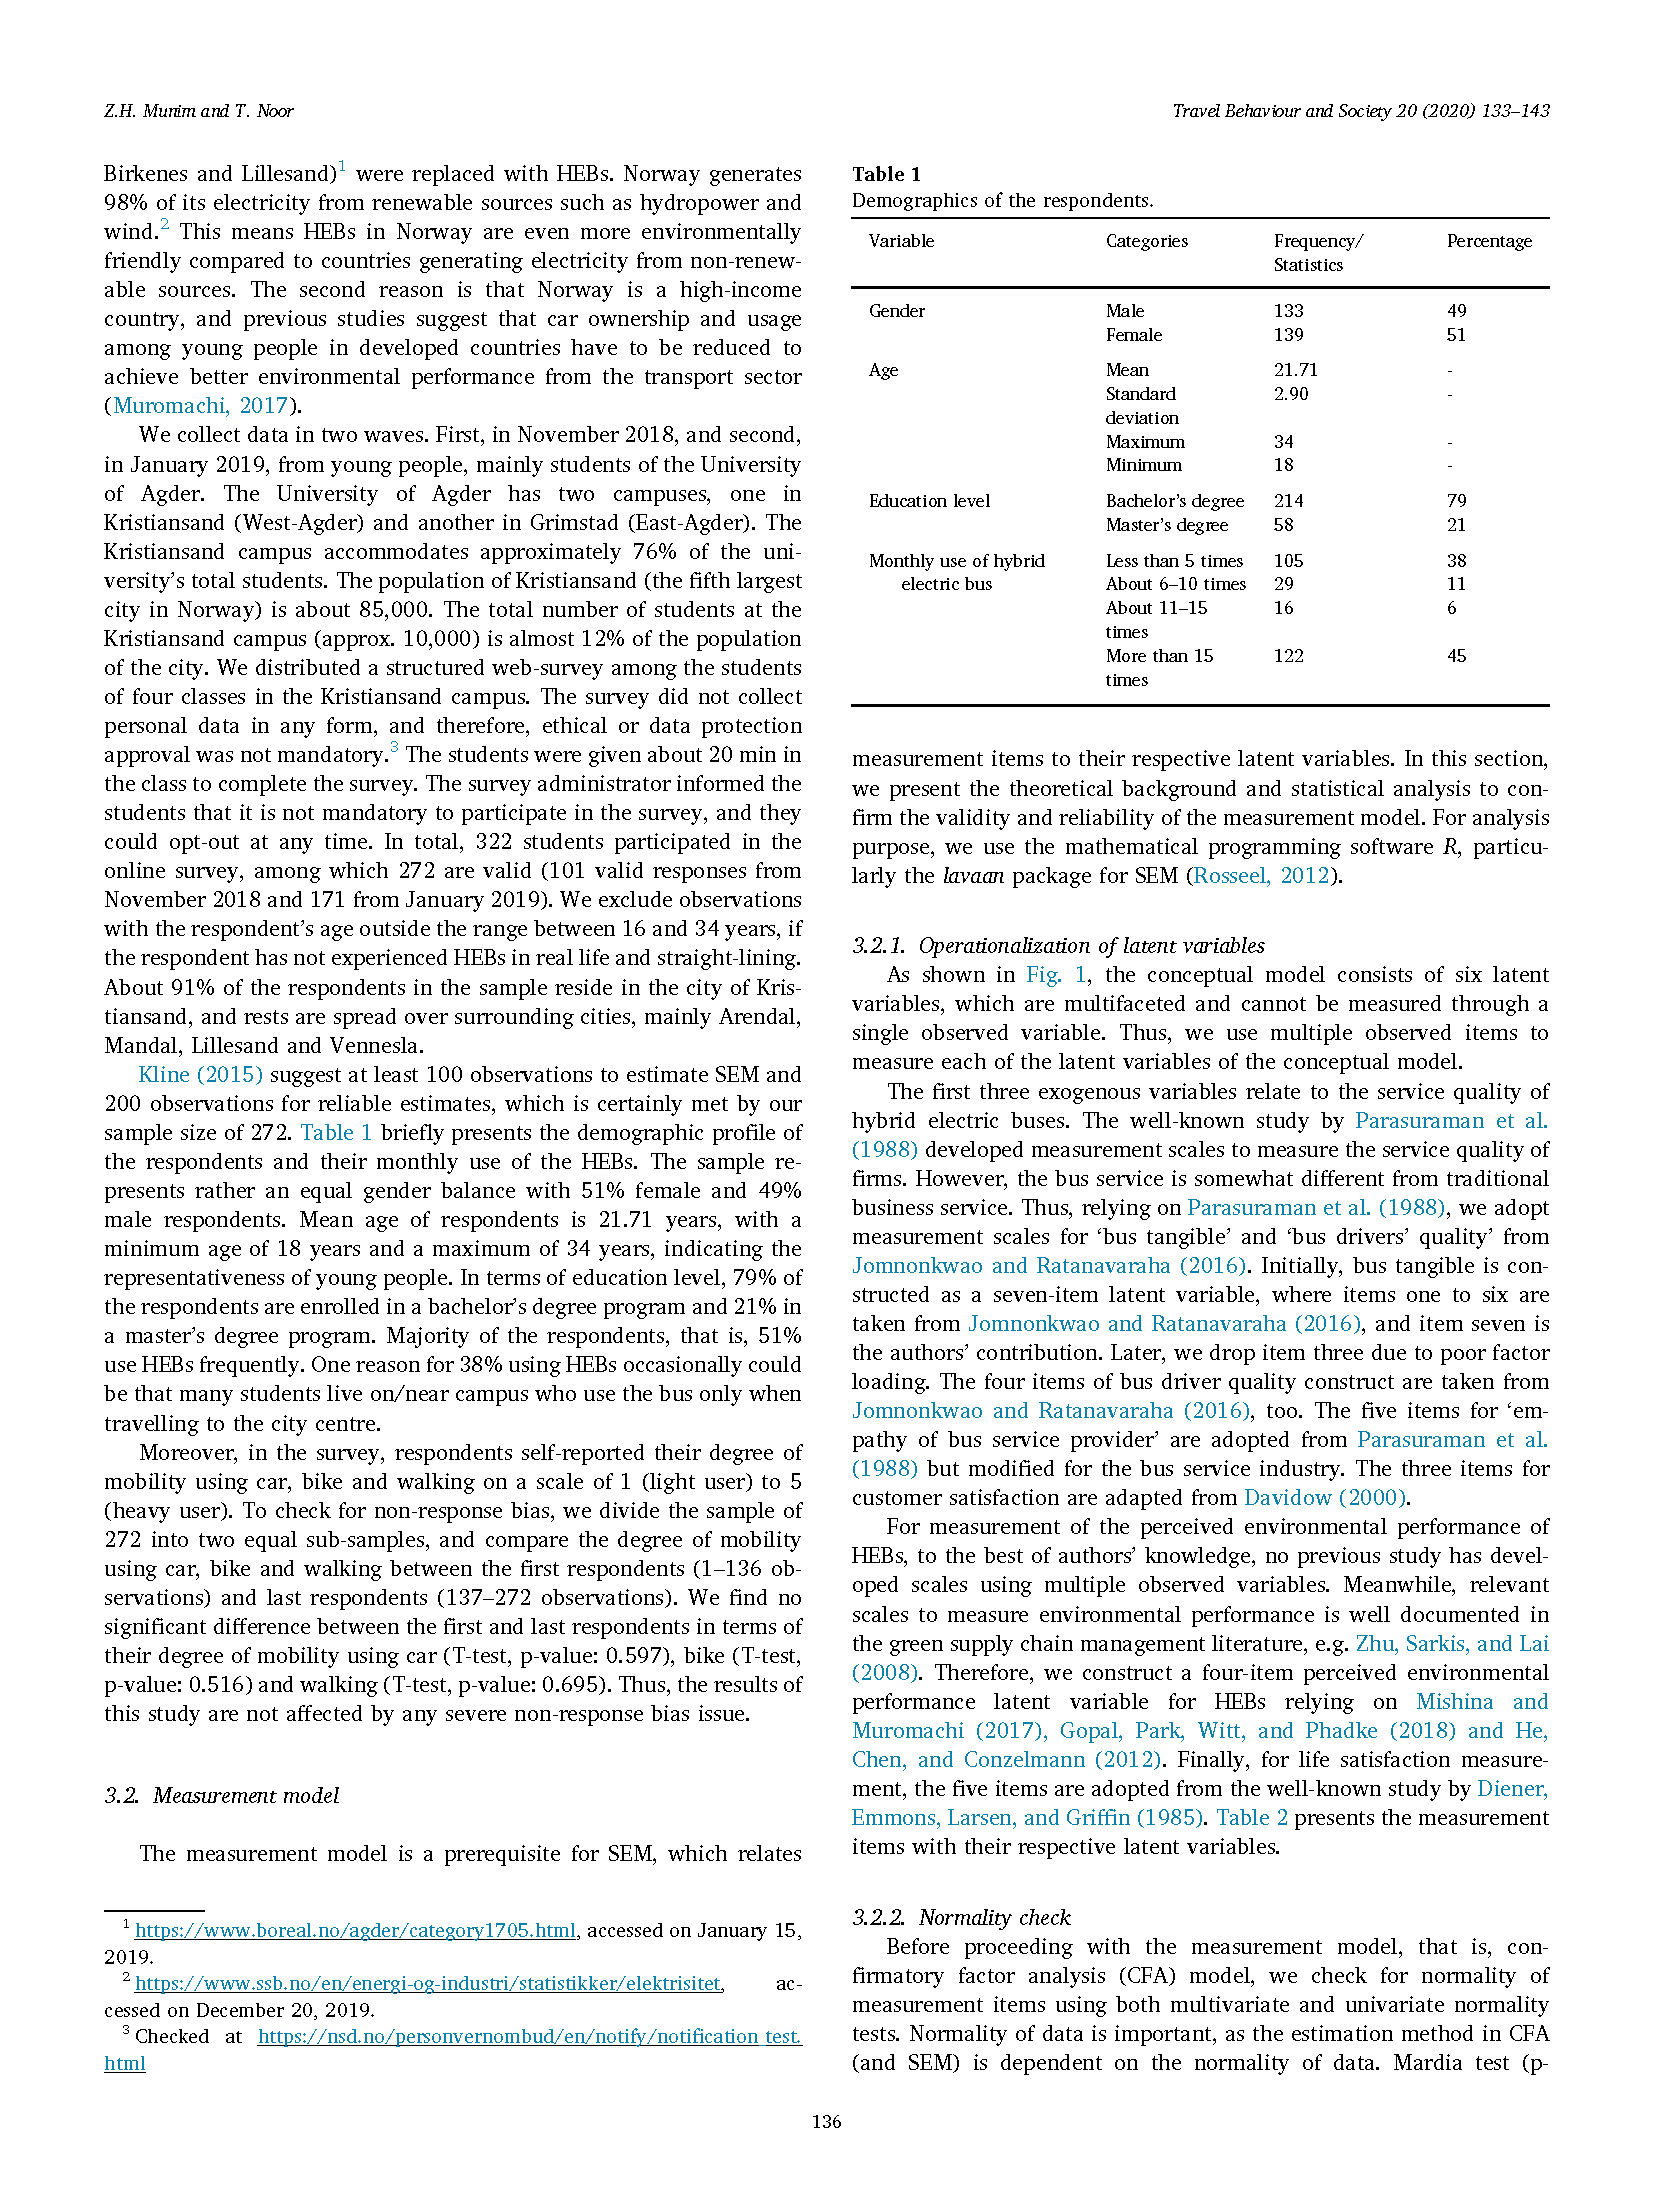 Z.H. Munim and T. Noor
Travel Behaviour and Society 20 (2020) 133–143
Birkenes and Lillesand)1 were replaced with HEBs. Norway generates
98% of its electricity from renewable sources such as hydropower and
wind.2 This means HEBs in Norway are even more environmentally
friendly compared to countries generating electricity from non-renew-
able sources. The second reason is that Norway is a high-income
country, and previous studies suggest that car ownership and usage
among young people in developed countries have to be reduced to
achieve better environmental performance from the transport sector
(Muromachi, 2017).
We collect data in two waves. First, in November 2018, and second,
in January 2019, from young people, mainly students of the University
of Agder. The University of Agder has two campuses, one in
Kristiansand (West-Agder) and another in Grimstad (East-Agder). The
Kristiansand campus accommodates approximately 76% of the uni-
versity's total students. The population of Kristiansand (the fifth largest
city in Norway) is about 85,000. The total number of students at the
Kristiansand campus (approx. 10,000) is almost 12% of the population
of the city. We distributed a structured web-survey among the students
of four classes in the Kristiansand campus. The survey did not collect
personal data in any form, and therefore, ethical or data protection
approval was not mandatory.3 The students were given about 20 min in
the class to complete the survey. The survey administrator informed the
students that it is not mandatory to participate in the survey, and they
could opt-out at any time. In total, 322 students participated in the
online survey, among which 272 are valid (101 valid responses from
November 2018 and 171 from January 2019). We exclude observations
with the respondent's age outside the range between 16 and 34 years, if
the respondent has not experienced HEBs in real life and straight-lining.
About 91% of the respondents in the sample reside in the city of Kris-
tiansand, and rests are spread over surrounding cities, mainly Arendal,
Mandal, Lillesand and Vennesla.
Kline (2015) suggest at least 100 observations to estimate SEM and
200 observations for reliable estimates, which is certainly met by our
sample size of 272. Table 1 briefly presents the demographic profile of
the respondents and their monthly use of the HEBs. The sample re-
presents rather an equal gender balance with 51% female and 49%
male respondents. Mean age of respondents is 21.71 years, with a
minimum age of 18 years and a maximum of 34 years, indicating the
representativeness of young people. In terms of education level, 79% of
the respondents are enrolled in a bachelor's degree program and 21% in
a master's degree program. Majority of the respondents, that is, 51%
use HEBs frequently. One reason for 38% using HEBs occasionally could
be that many students live on/near campus who use the bus only when
travelling to the city centre.
Moreover, in the survey, respondents self-reported their degree of
mobility using car, bike and walking on a scale of 1 (light user) to 5
(heavy user). To check for non-response bias, we divide the sample of
272 into two equal sub-samples, and compare the degree of mobility
using car, bike and walking between the first respondents (1–136 ob-
servations) and last respondents (137–272 observations). We find no
significant difference between the first and last respondents in terms of
their degree of mobility using car (T-test, p-value: 0.597), bike (T-test,
p-value: 0.516) and walking (T-test, p-value: 0.695). Thus, the results of
this study are not affected by any severe non-response bias issue.
3.2. Measurement model
The measurement model is a prerequisite for SEM, which relates
1 https://www.boreal.no/agder/category1705.html, accessed on January 15,
2019.
2 https://www.ssb.no/en/energi-og-industri/statistikker/elektrisitet, ac-
cessed on December 20, 2019.
3 Checked at https://nsd.no/personvernombud/en/notify/notification_test.
html
Table 1
Demographics of the respondents.
Variable Categories Frequency/ Percentage
Statistics
Gender Male 133 49
Female 139 51
Age Mean 21.71 -
Standard 2.90 -
deviation
Maximum 34 -
Minimum 18 -
Education level Bachelor's degree 214 79
Master's degree 58 21
Monthly use of hybrid Less than 5 times 105 38
electric bus About 6–10 times 29 11
About 11–15 16 6
times
More than 15 122 45
times
measurement items to their respective latent variables. In this section,
we present the theoretical background and statistical analysis to con-
firm the validity and reliability of the measurement model. For analysis
purpose, we use the mathematical programming software R, particu-
larly the lavaan package for SEM (Rosseel, 2012).
3.2.1. Operationalization of latent variables
As shown in Fig. 1, the conceptual model consists of six latent
variables, which are multifaceted and cannot be measured through a
single observed variable. Thus, we use multiple observed items to
measure each of the latent variables of the conceptual model.
The first three exogenous variables relate to the service quality of
hybrid electric buses. The well-known study by Parasuraman et al.
(1988) developed measurement scales to measure the service quality of
firms. However, the bus service is somewhat different from traditional
business service. Thus, relying on Parasuraman et al. (1988), we adopt
measurement scales for ‘bus tangible’ and ‘bus drivers’ quality’ from
Jomnonkwao and Ratanavaraha (2016). Initially, bus tangible is con-
structed as a seven-item latent variable, where items one to six are
taken from Jomnonkwao and Ratanavaraha (2016), and item seven is
the authors’ contribution. Later, we drop item three due to poor factor
loading. The four items of bus driver quality construct are taken from
Jomnonkwao and Ratanavaraha (2016), too. The five items for ‘em-
pathy of bus service provider’ are adopted from Parasuraman et al.
(1988) but modified for the bus service industry. The three items for
customer satisfaction are adapted from Davidow (2000).
For measurement of the perceived environmental performance of
HEBs, to the best of authors’ knowledge, no previous study has devel-
oped scales using multiple observed variables. Meanwhile, relevant
scales to measure environmental performance is well documented in
the green supply chain management literature, e.g. Zhu, Sarkis, and Lai
(2008). Therefore, we construct a four-item perceived environmental
performance latent variable for HEBs relying on Mishina and
Muromachi (2017), Gopal, Park, Witt, and Phadke (2018) and He,
Chen, and Conzelmann (2012). Finally, for life satisfaction measure-
ment, the five items are adopted from the well-known study by Diener,
Emmons, Larsen, and Griffin (1985). Table 2 presents the measurement
items with their respective latent variables.
3.2.2. Normality check
Before proceeding with the measurement model, that is, con-
firmatory factor analysis (CFA) model, we check for normality of
measurement items using both multivariate and univariate normality
tests. Normality of data is important, as the estimation method in CFA
(and SEM) is dependent on the normality of data. Mardia test (p-
136